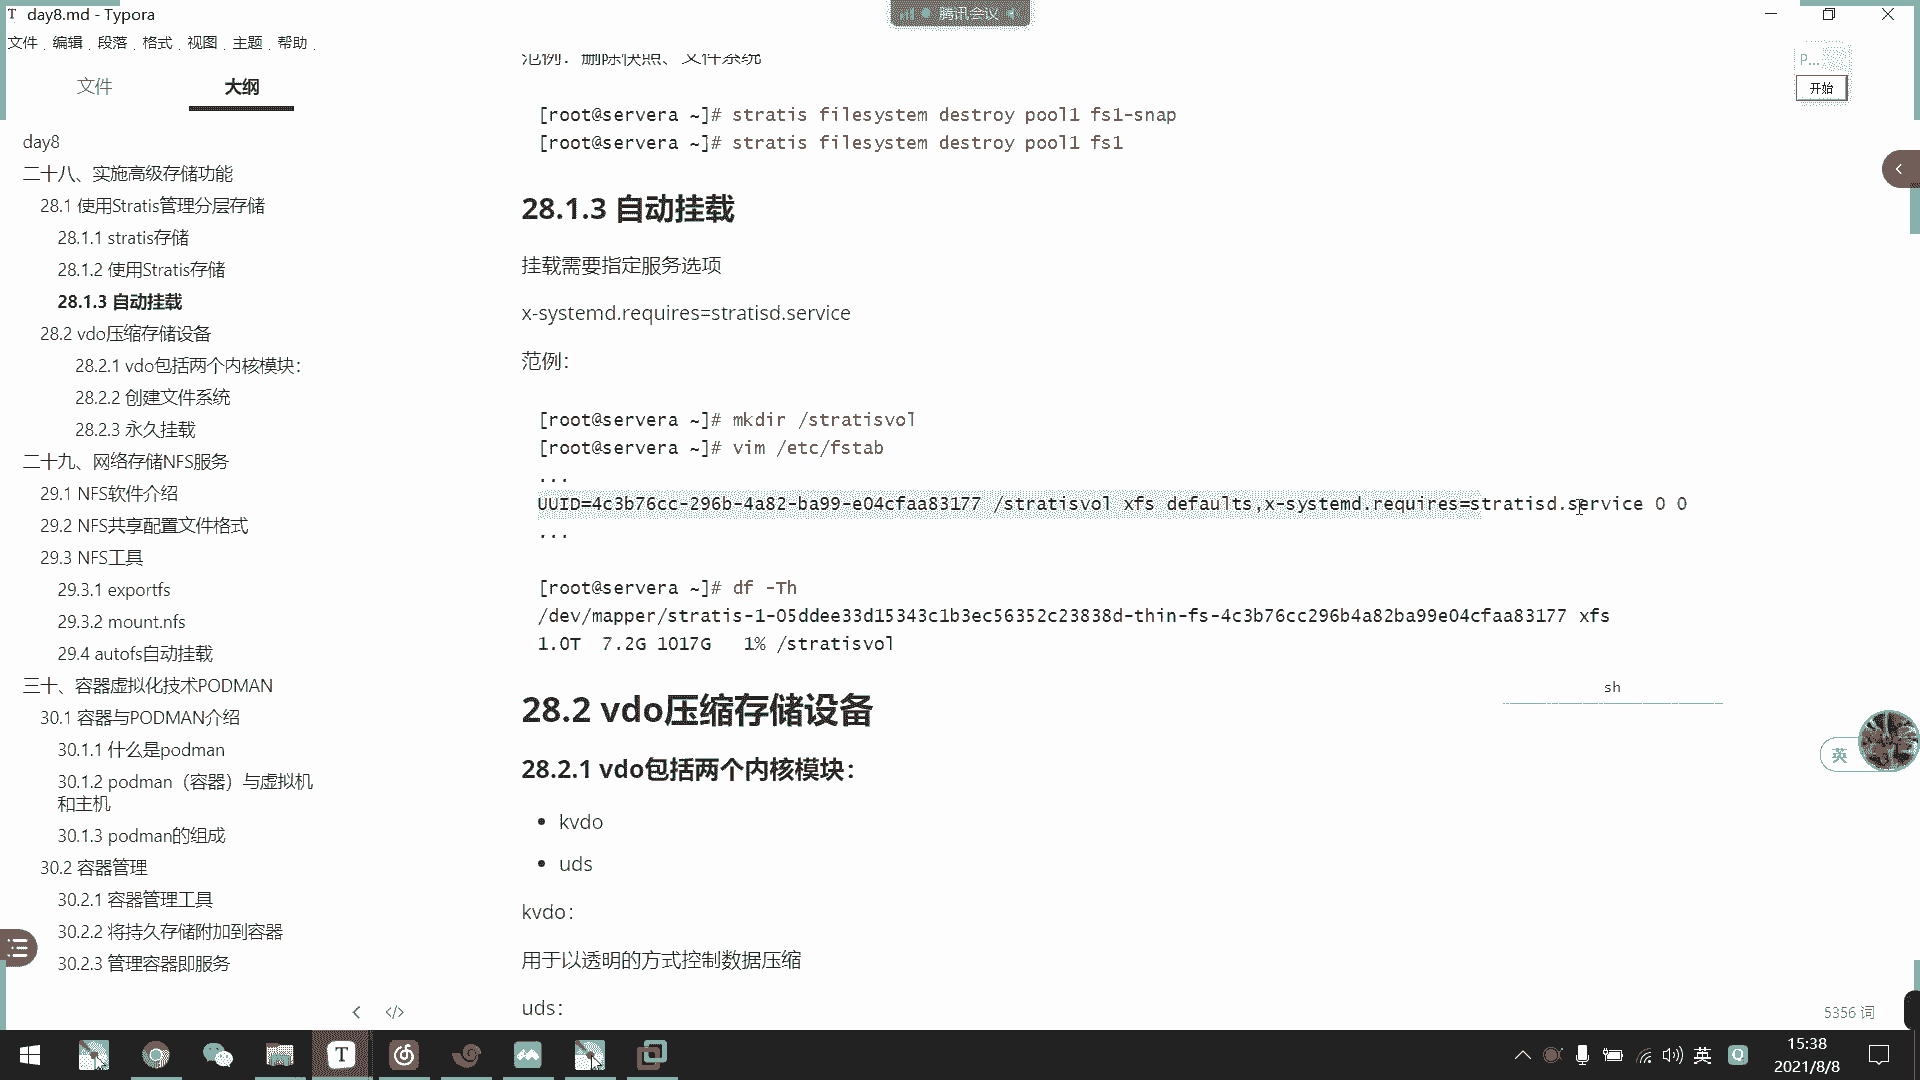 day8.md - Typora
腾讯会议
文件 编辑 段落 格式 视图 主题 帮助
文件 大纲
day8
二十八、实施高级存储功能
28.1 使用Stratis管理分层存储
28.1.1 stratis存储
28.1.2 使用Stratis存储
28.1.3 自动挂载
28.2 vdo压缩存储设备
28.2.1 vdo包括两个内核模块：
28.2.2 创建文件系统
28.2.3 永久挂载
二十九、网络存储NFS服务
29.1 NFS软件介绍
29.2 NFS共享配置文件格式
29.3 NFS工具
29.3.1 exportfs
29.3.2 mount.nfs
29.4 autofs自动挂载
三十、容器虚拟化技术PODMAN
30.1 容器与PODMAN介绍
30.1.1 什么是podman
30.1.2 podman（容器）与虚拟机
和主机
30.1.3 podman的组成
30.2 容器管理
30.2.1 容器管理工具
30.2.2 将持久存储附加到容器
30.2.3 管理容器即服务
范例：删除快照、文件系统
[root@servera ~]# stratis filesystem destroy pool1 fs1-snap
[root@servera ~]# stratis filesystem destroy pool1 fs1
28.1.3 自动挂载
挂载需要指定服务选项
x-systemd.requires=stratisd.service
范例：
[root@servera ~]# mkdir /stratisvol
[root@servera ~]# vim /etc/fstab
...
UUID=4c3b76cc-296b-4a82-ba99-e04cfaa83177 /stratisvol xfs defaults,x-systemd.requires=stratisd.service 0 0
...
[root@servera ~]# df -Th
/dev/mapper/stratis-1-05ddee33d15343c1b3ec56352c23838d-thin-fs-4c3b76cc296b4a82ba99e04cfaa83177 xfs
1.0T 7.2G 1017G 1% /stratisvol
sh
28.2 vdo压缩存储设备
28.2.1 vdo包括两个内核模块：
• kvdo
• uds
kvdo：
用于以透明的方式控制数据压缩
uds：
P...
开始
英
5356 词
英
15:38
2021/8/8